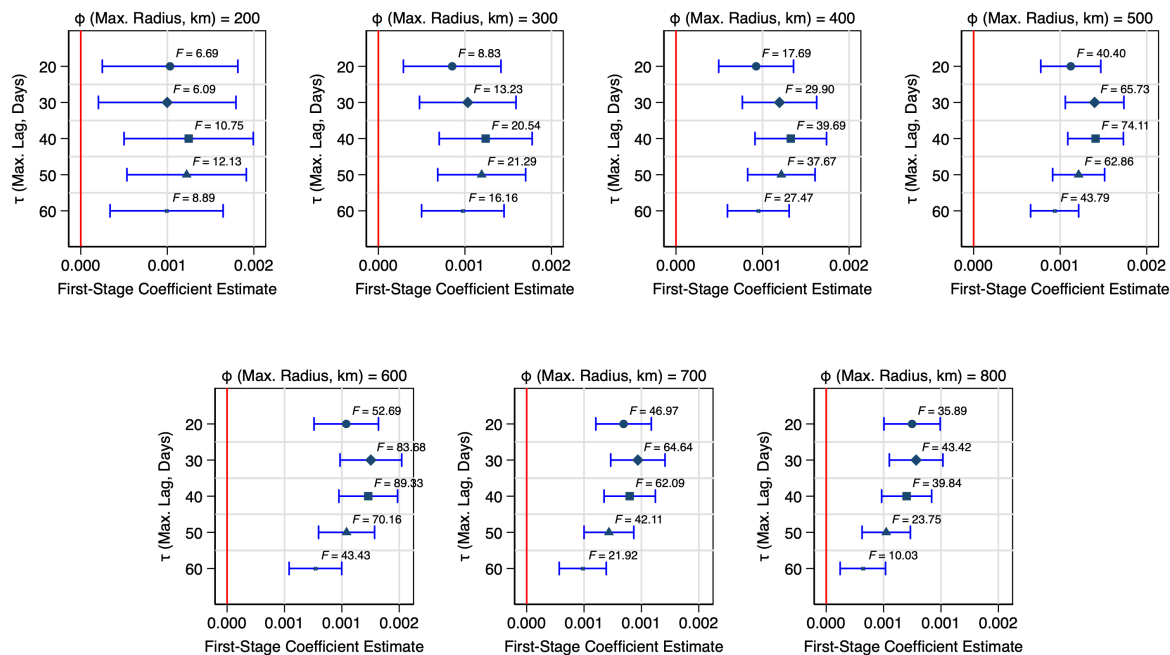 ϕ (Max. Radius, km) = 200
τ (Max. Lag, Days)
20
F = 6.69
30
F = 6.09
40
F = 10.75
50
F = 12.13
60
F = 8.89
0.000 0.001 0.002
First-Stage Coefficient Estimate
ϕ (Max. Radius, km) = 300
τ (Max. Lag, Days)
20
F = 8.83
30
F = 13.23
40
F = 20.54
50
F = 21.29
60
F = 16.16
0.000 0.001 0.002
First-Stage Coefficient Estimate
ϕ (Max. Radius, km) = 400
τ (Max. Lag, Days)
20
F = 17.69
30
F = 29.90
40
F = 39.69
50
F = 37.67
60
F = 27.47
0.000 0.001 0.002
First-Stage Coefficient Estimate
ϕ (Max. Radius, km) = 500
τ (Max. Lag, Days)
20
F = 40.40
30
F = 65.73
40
F = 74.11
50
F = 62.86
60
F = 43.79
0.000 0.001 0.002
First-Stage Coefficient Estimate
ϕ (Max. Radius, km) = 600
τ (Max. Lag, Days)
20
F = 52.69
30
F = 83.68
40
F = 89.33
50
F = 70.16
60
F = 43.43
0.000 0.001 0.001 0.002
First-Stage Coefficient Estimate
ϕ (Max. Radius, km) = 700
τ (Max. Lag, Days)
20
F = 46.97
30
F = 64.64
40
F = 62.09
50
F = 42.11
60
F = 21.92
0.000 0.001 0.001 0.002
First-Stage Coefficient Estimate
ϕ (Max. Radius, km) = 800
τ (Max. Lag, Days)
20
F = 35.89
30
F = 43.42
40
F = 39.84
50
F = 23.75
60
F = 10.03
0.000 0.001 0.001 0.002
First-Stage Coefficient Estimate